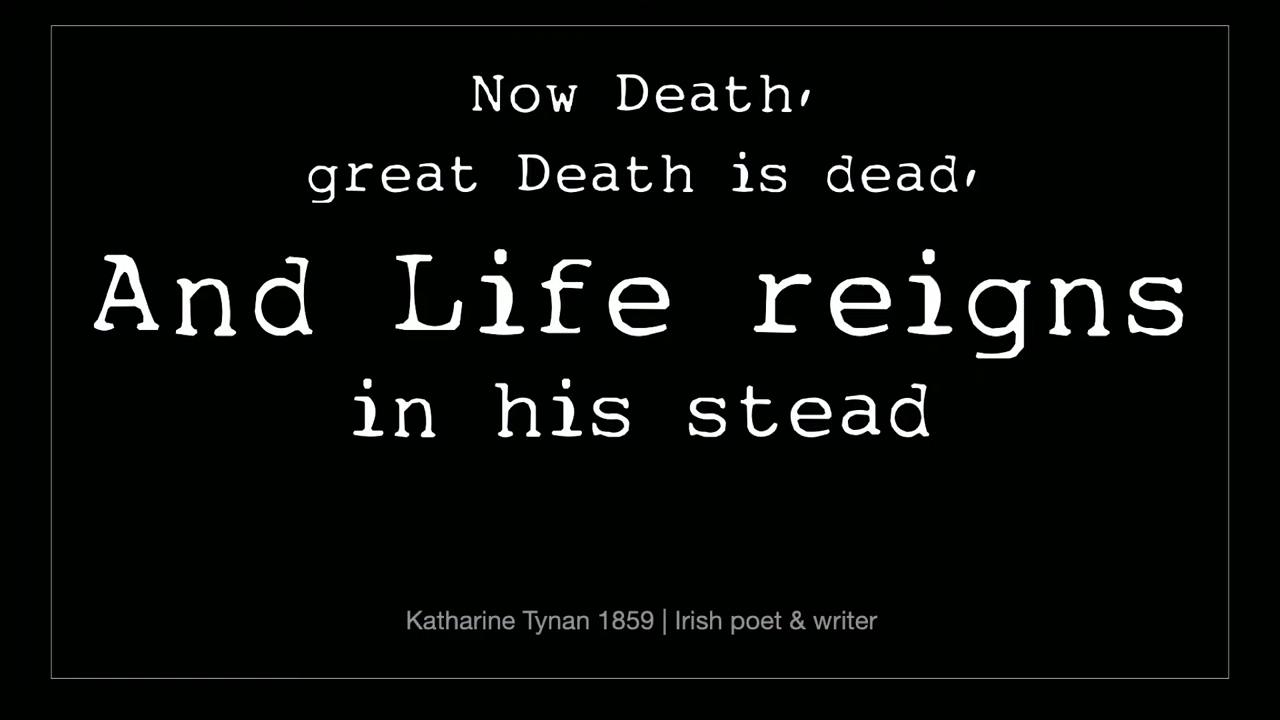 Now Death,
great Death is dead,
And Life reigns
in his stead
Katharine Tynan 1859 | Irish poet & writer